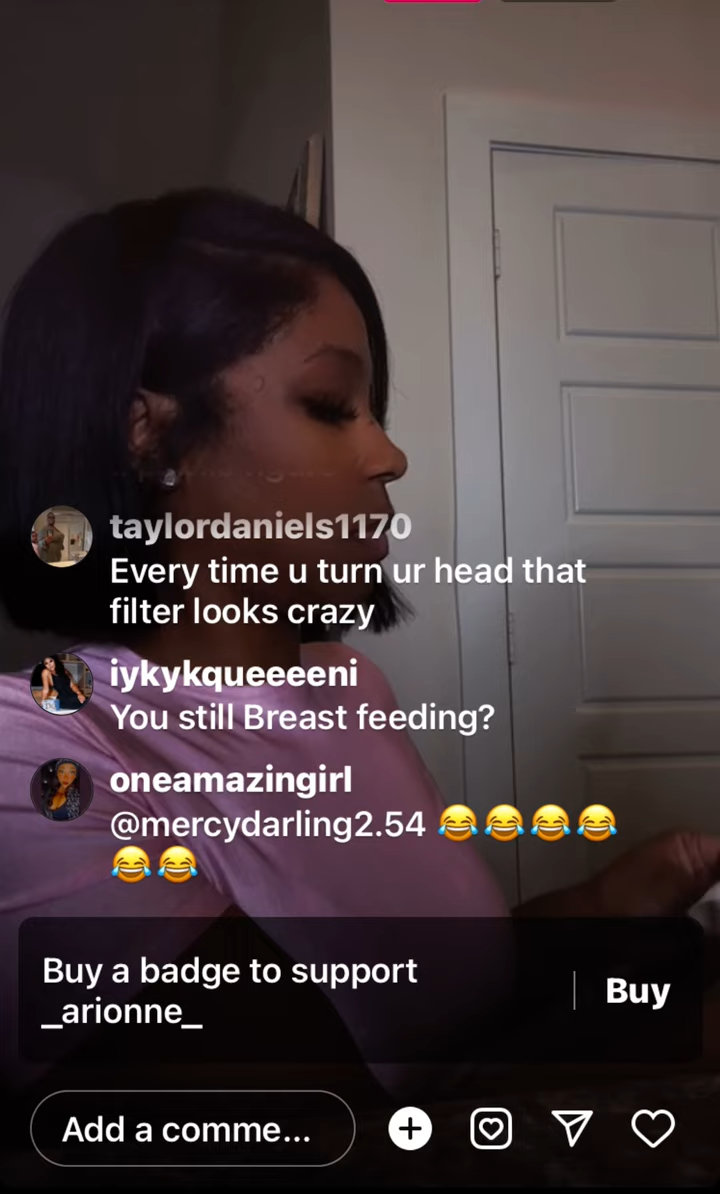 taylordaniels1170
Every time u turn ur head that
filter looks crazy
iykykqueeeeni
You still Breast feeding?
oneamazingirl
@mercydarling2.54 😂😂😂😂
😂😂
Buy a badge to support
_arionne_
Buy
Add a comme...